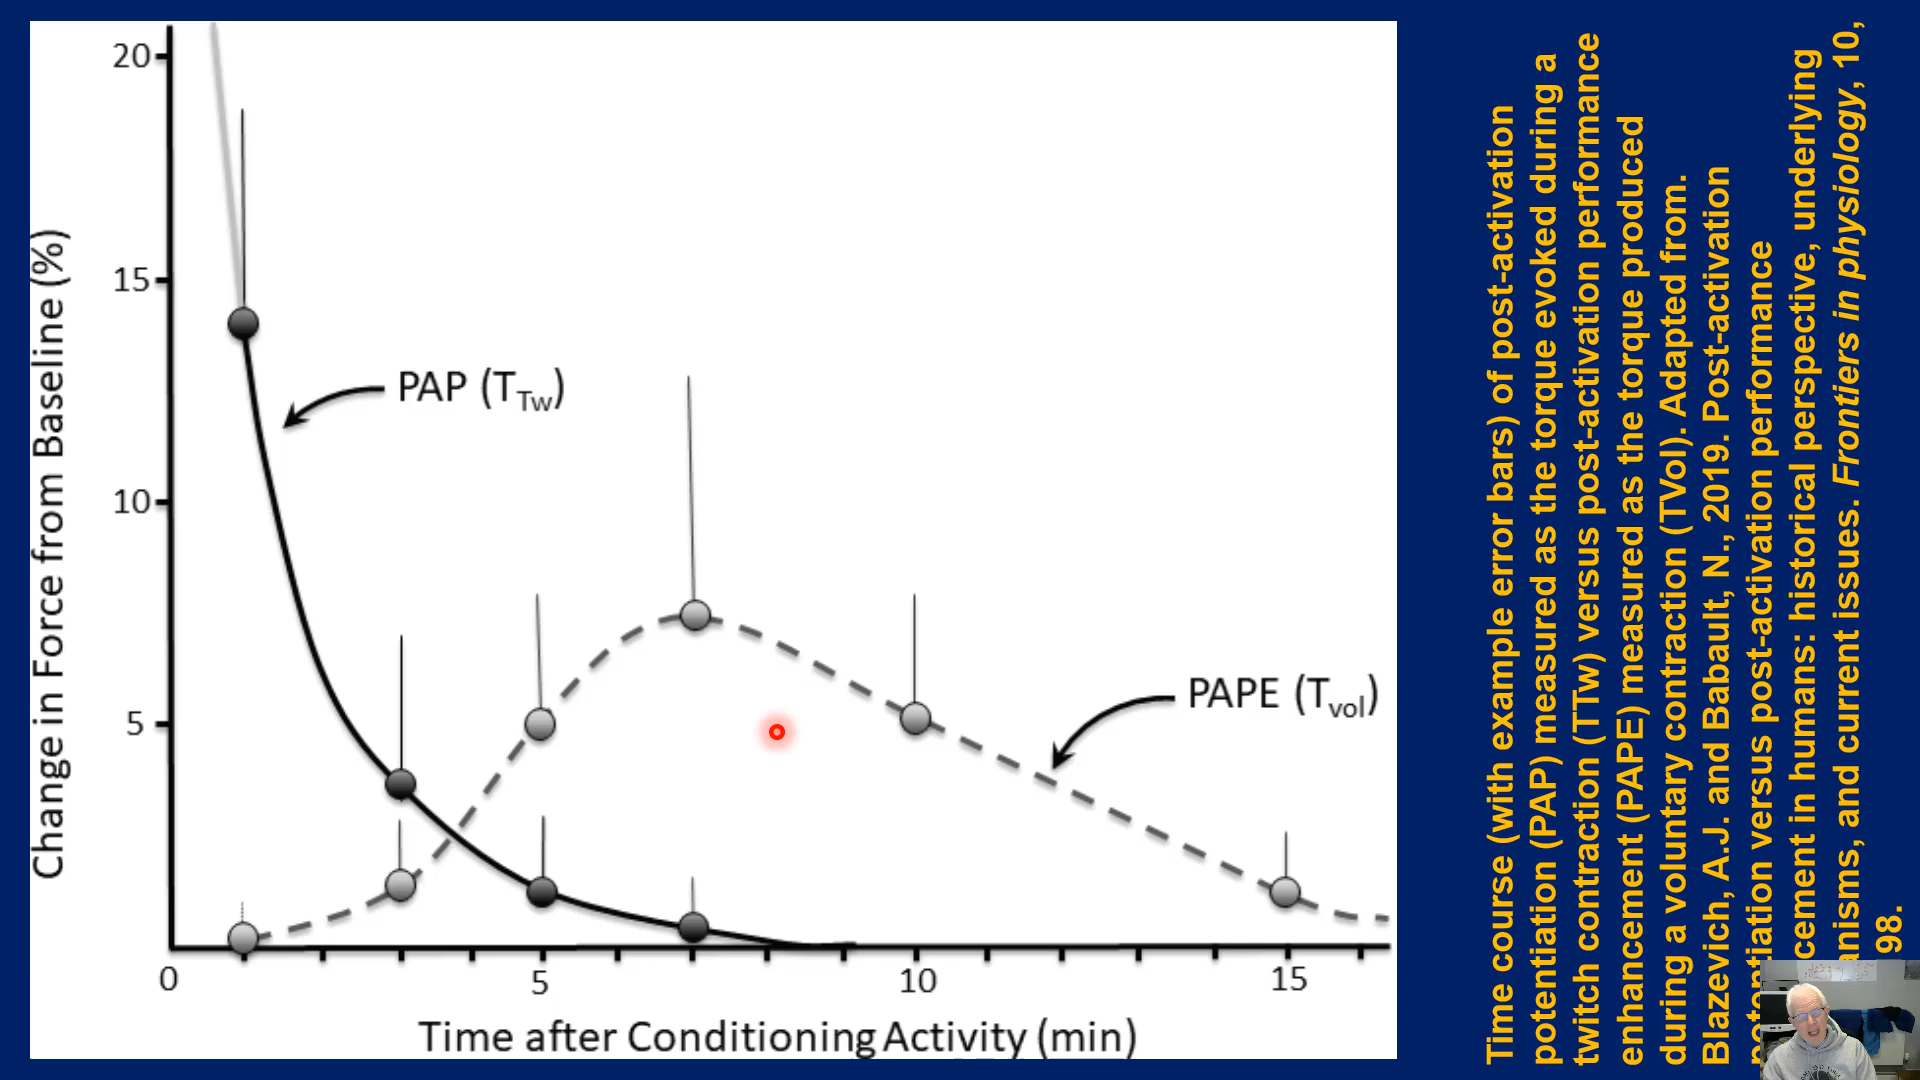 20
15
10
5
Change in Force from Baseline (%)
PAP (TTw)
PAPE (Tvol)
0 5 10 15
Time after Conditioning Activity (min)
Time course (with example error bars) of post-activation
potentiation (PAP) measured as the torque evoked during a
twitch contraction (TTw) versus post-activation performance
enhancement (PAPE) measured as the torque produced
during a voluntary contraction (TVol). Adapted from.
Blazevich, A.J. and Babault, N., 2019. Post-activation
potentiation versus post-activation performance
cement in humans: historical perspective, underlying
anisms, and current issues. Frontiers in physiology, 10,
98.